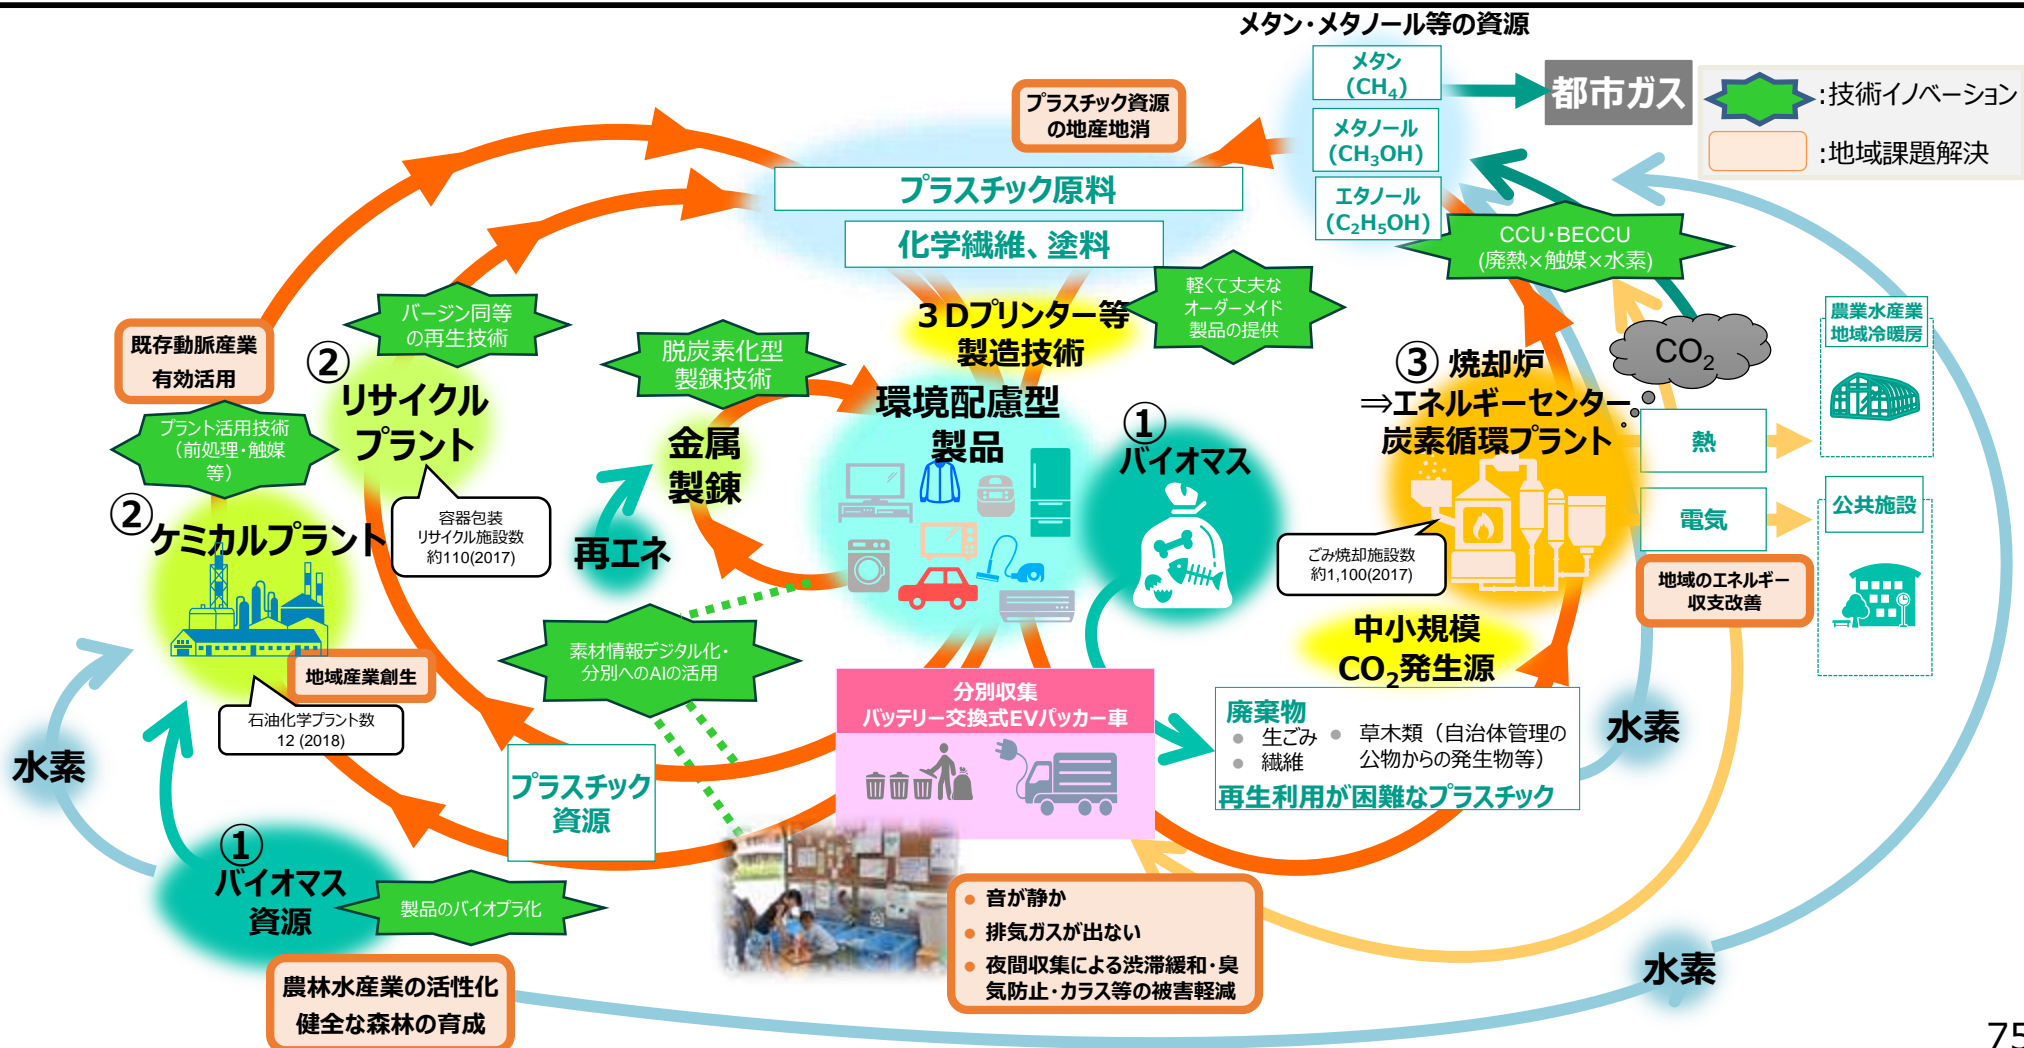 メタン・メタノール等の資源
メタン
(CH₄)
都市ガス
:技術イノベーション
:地域課題解決
プラスチック資源
の地産地消
メタノール
(CH₃OH)
エタノール
(C₂H₅OH)
プラスチック原料
化学繊維、塗料
CCU・BECCU
(廃熱×触媒×水素)
軽くて丈夫な
オーダーメイド
製品の提供
バージン同等
の再生技術
3Dプリンター等
製造技術
農業水産業
地域冷暖房
既存動脈産業
有効活用
脱炭素化型
製錬技術
CO₂
②
リサイクル
プラント
③ 焼却炉
⇒エネルギーセンター
炭素循環プラント
環境配慮型
製品
①
バイオマス
プラント活用技術
(前処理・触媒
等)
金属
製錬
熱
②
ケミカルプラント
容器包装
リサイクル施設数
約110(2017)
再エネ
電気
公共施設
ごみ焼却施設数
約1,100(2017)
地域のエネルギー
収支改善
素材情報デジタル化・
分別へのAIの活用
中小規模
CO₂発生源
地域産業創生
分別収集
バッテリー交換式EVパッカー車
石油化学プラント数
12 (2018)
廃棄物
● 生ごみ ● 草木類（自治体管理の
● 繊維 公物からの発生物等）
再生利用が困難なプラスチック
水素
水素
プラスチック
資源
①
バイオマス
資源
製品のバイオプラ化
● 音が静か
● 排気ガスが出ない
● 夜間収集による渋滞緩和・臭
気防止・カラス等の被害軽減
水素
農林水産業の活性化
健全な森林の育成
75